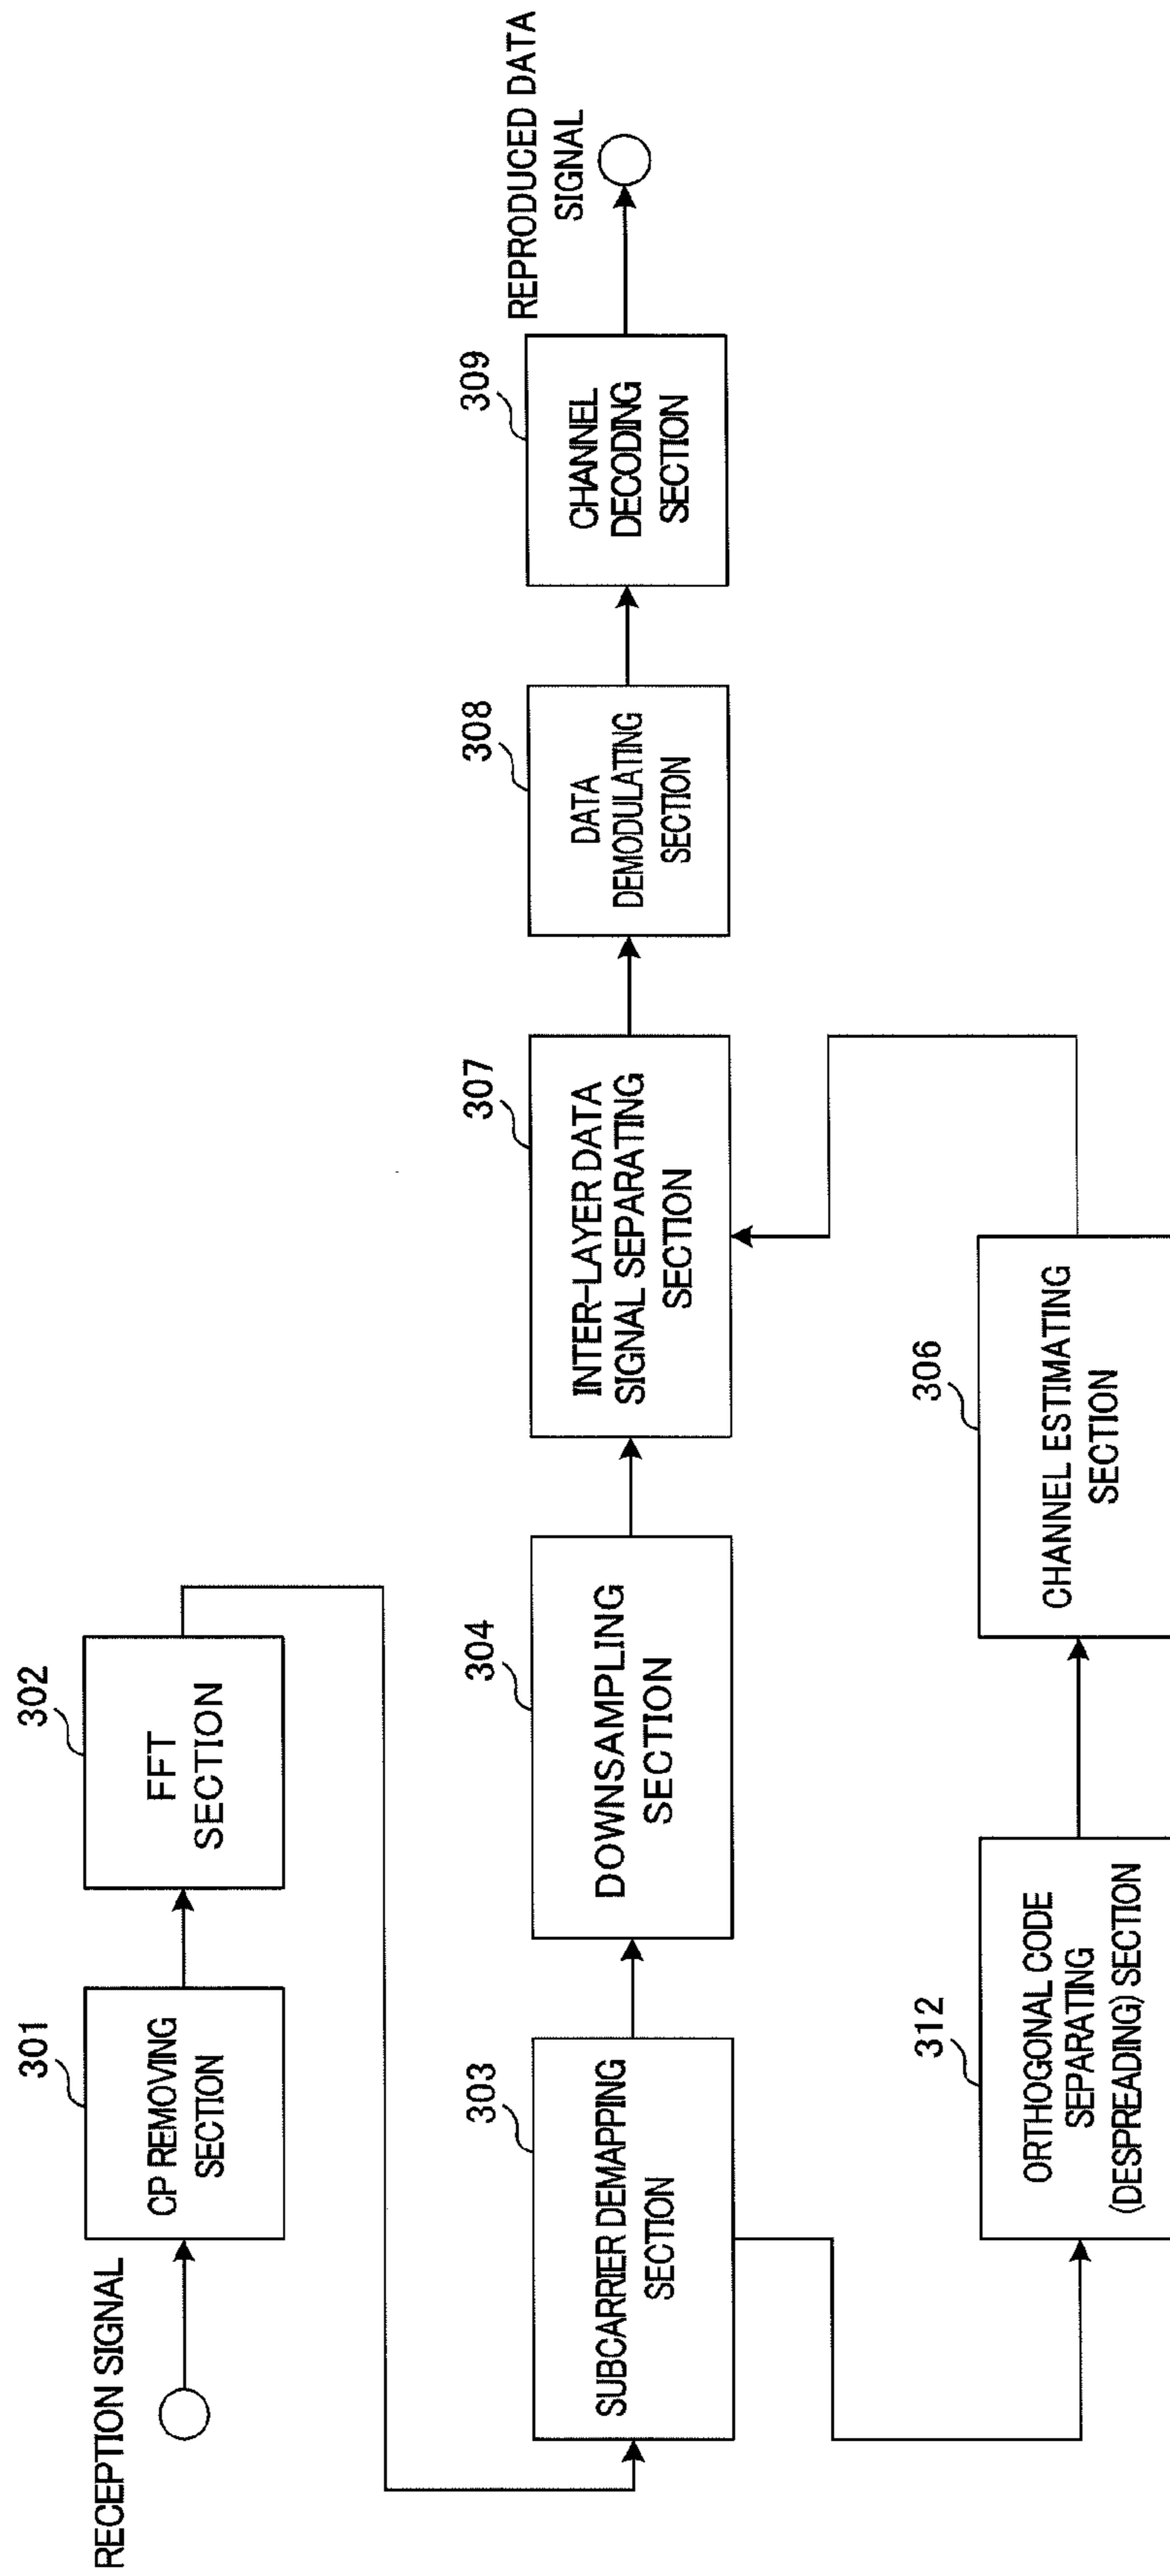 RECEPTION SIGNAL
301
CP REMOVING
SECTION
302
FFT
SECTION
303
SUBCARRIER DEMAPPING
SECTION
304
DOWNSAMPLING
SECTION
307
INTER-LAYER DATA
SIGNAL SEPARATING
SECTION
308
DATA
DEMODULATING
SECTION
309
CHANNEL
DECODING
SECTION
REPRODUCED DATA
SIGNAL
312
ORTHOGONAL CODE
SEPARATING
(DESPREADING) SECTION
306
CHANNEL ESTIMATING
SECTION